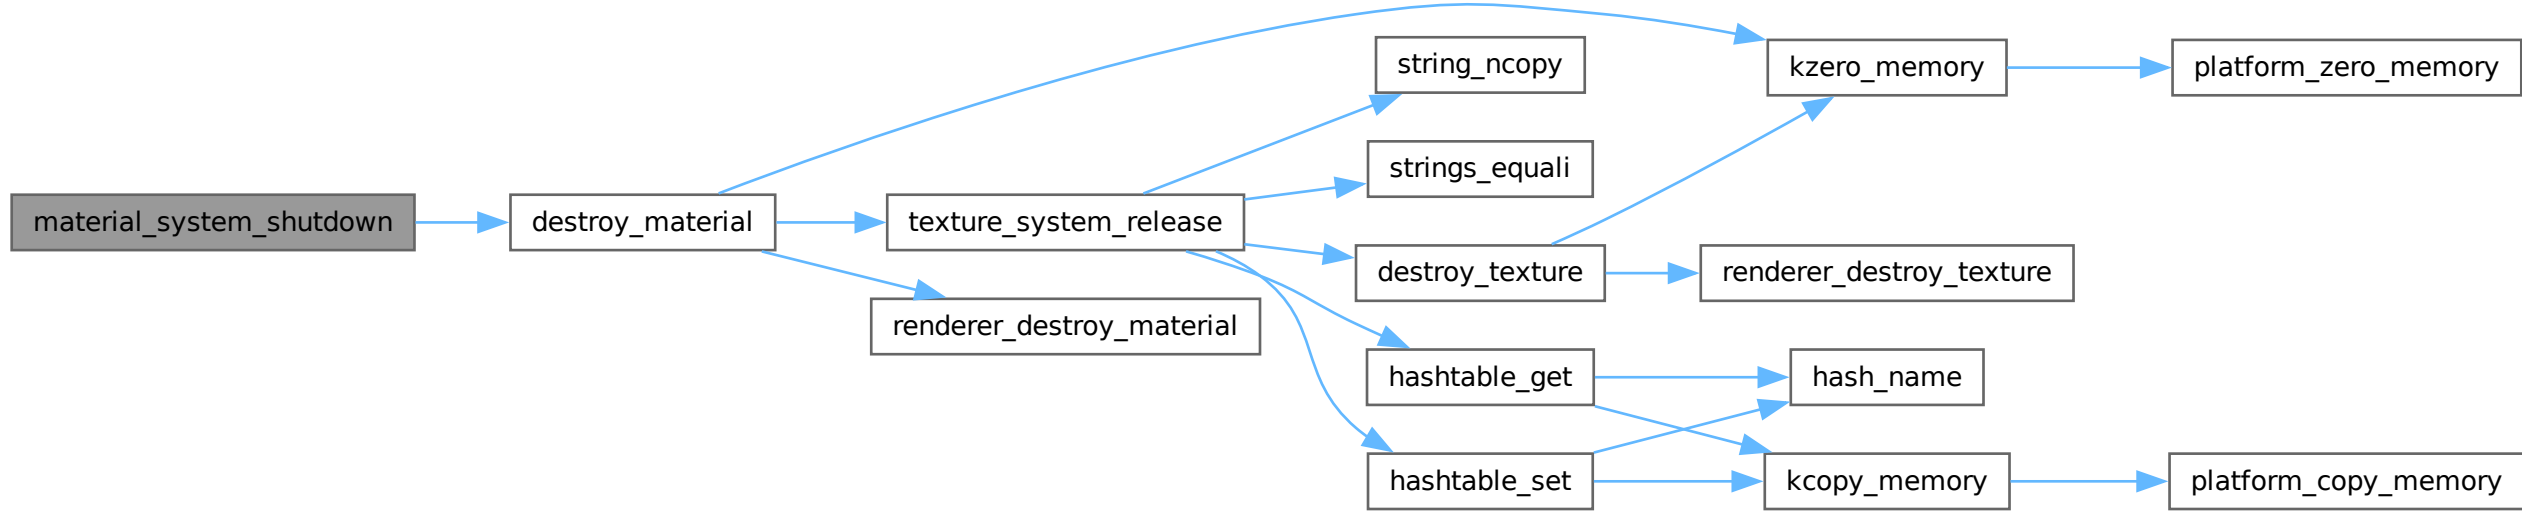 material_system_shutdown
destroy_material
texture_system_release
renderer_destroy_material
string_ncopy
strings_equali
destroy_texture
hashtable_get
hashtable_set
kzero_memory
renderer_destroy_texture
hash_name
kcopy_memory
platform_zero_memory
platform_copy_memory